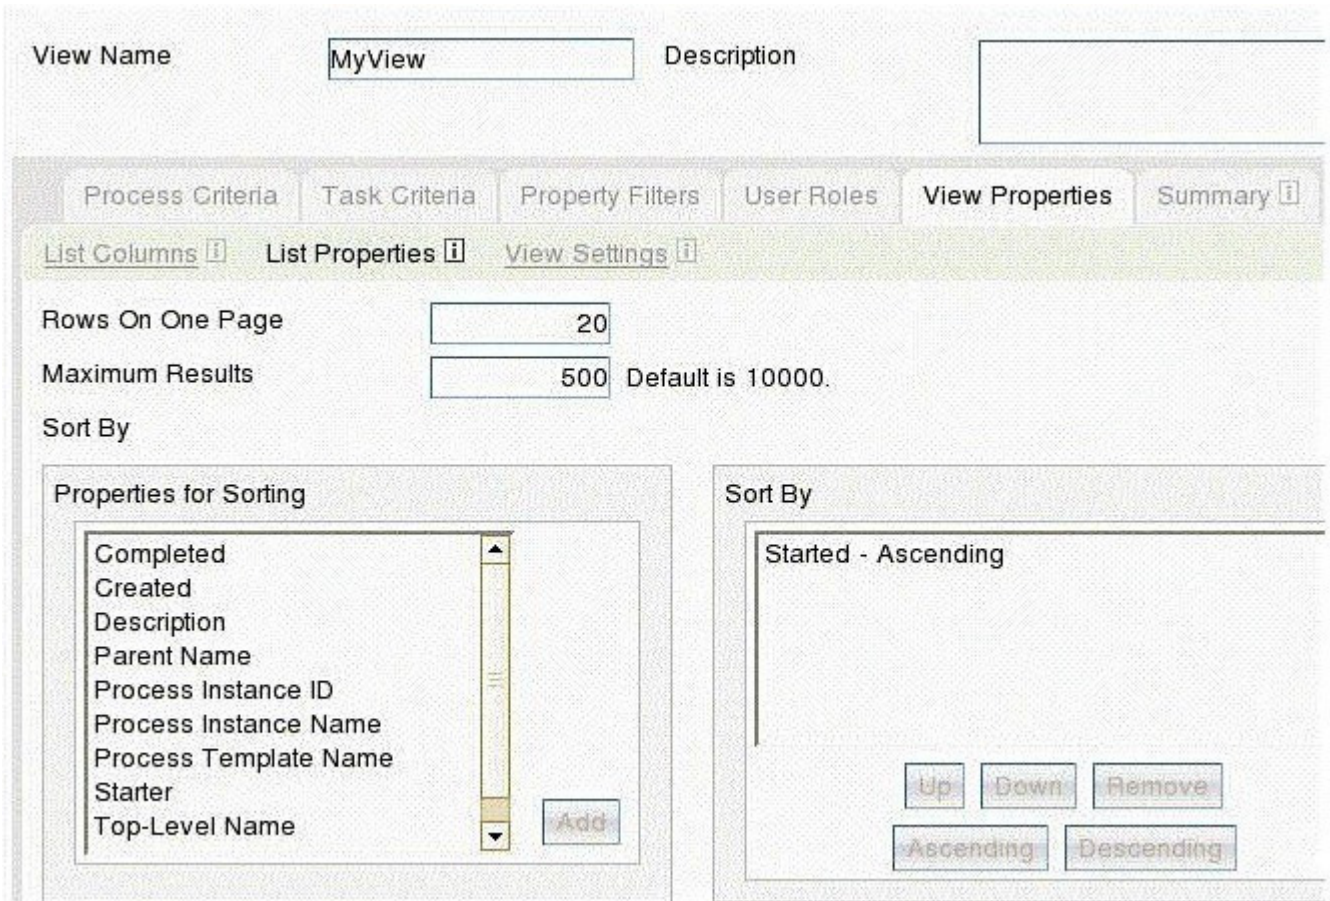 View Name MyView Description
Process Criteria Task Criteria Property Filters User Roles View Properties Summary i
List Columns i List Properties i View Settings i
Rows On One Page 20
Maximum Results 500 Default is 10000.
Sort By
Properties for Sorting
Completed
Created
Description
Parent Name
Process Instance ID
Process Instance Name
Process Template Name
Starter
Top-Level Name
Add
Sort By
Started - Ascending
Up Down Remove
Ascending Descending